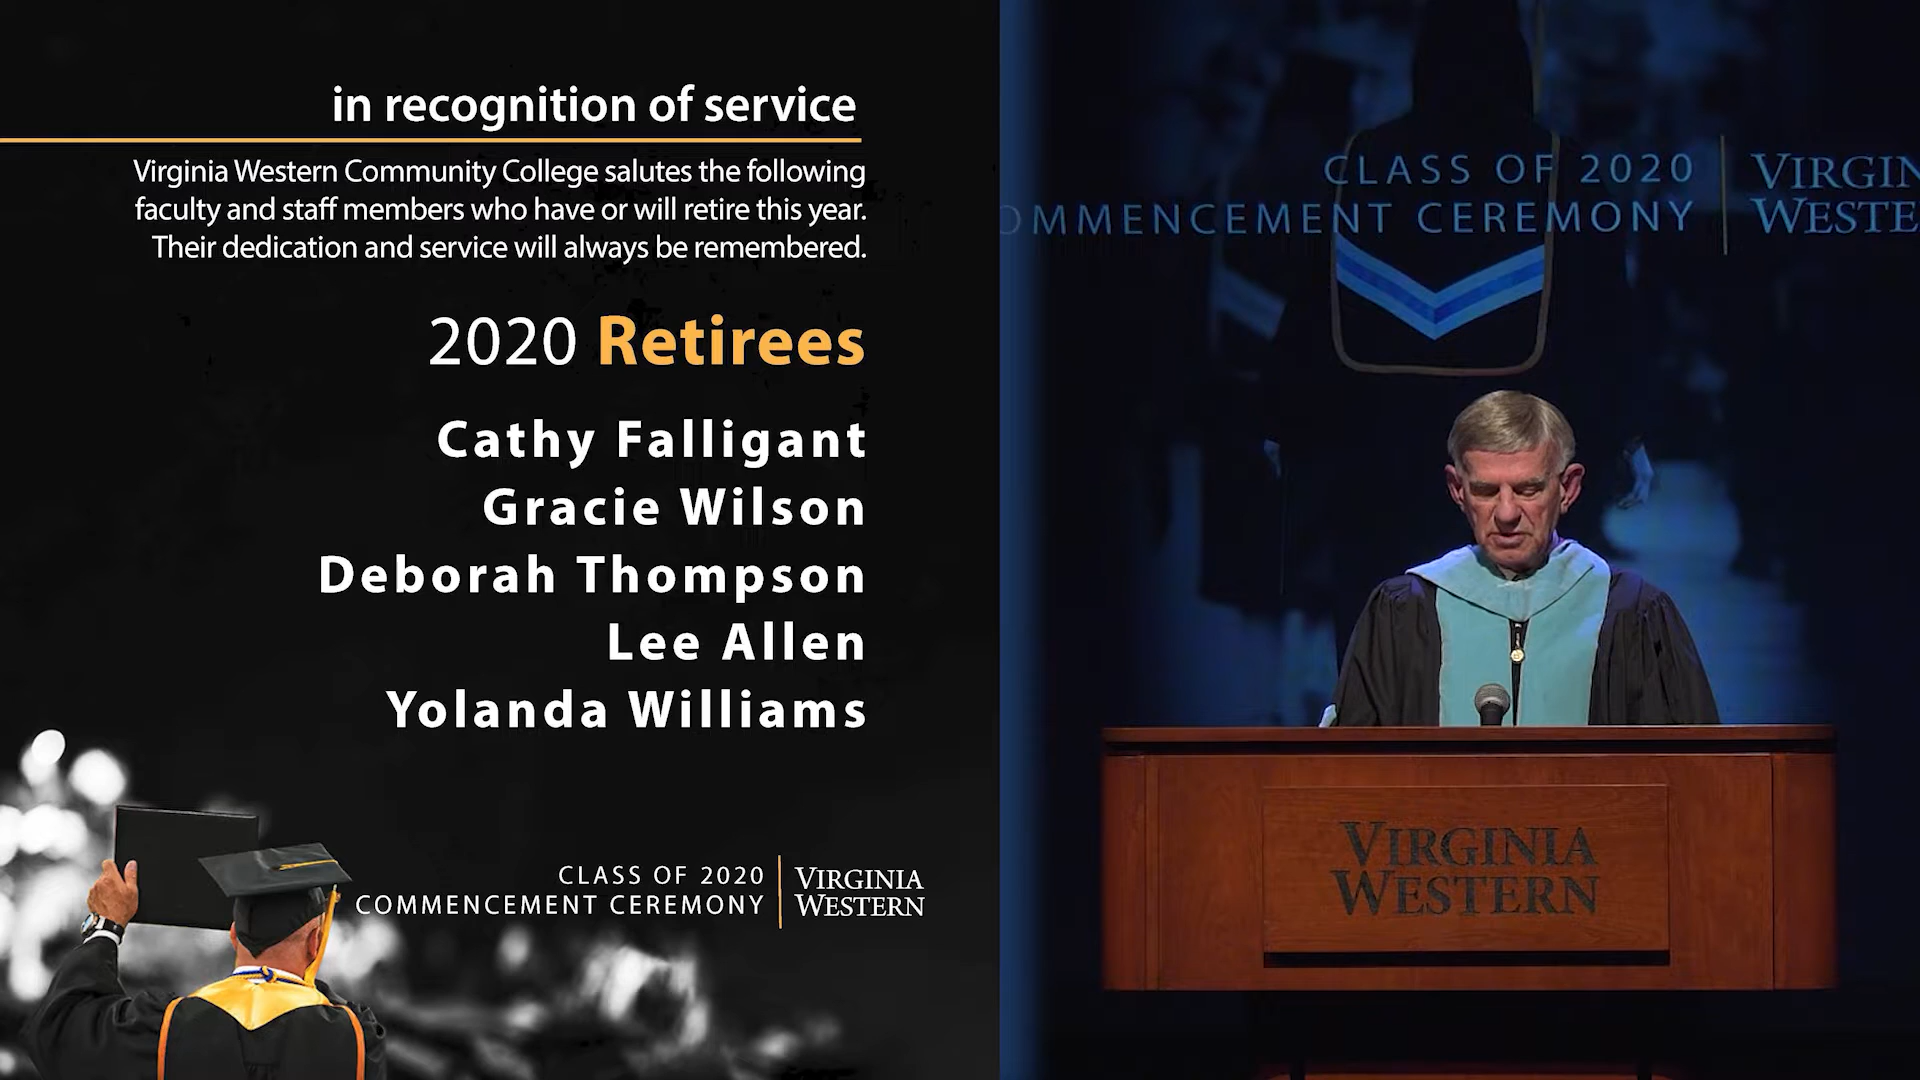 in recognition of service
Virginia Western Community College salutes the following
faculty and staff members who have or will retire this year.
Their dedication and service will always be remembered.
2020 Retirees
Cathy Falligant
Gracie Wilson
Deborah Thompson
Lee Allen
Yolanda Williams
CLASS OF 2020
COMMENCEMENT CEREMONY
VIRGINIA
WESTERN
CLASS OF 2020
OMMENCEMENT CEREMONY
VIRGIN
WESTE
VIRGINIA
WESTERN